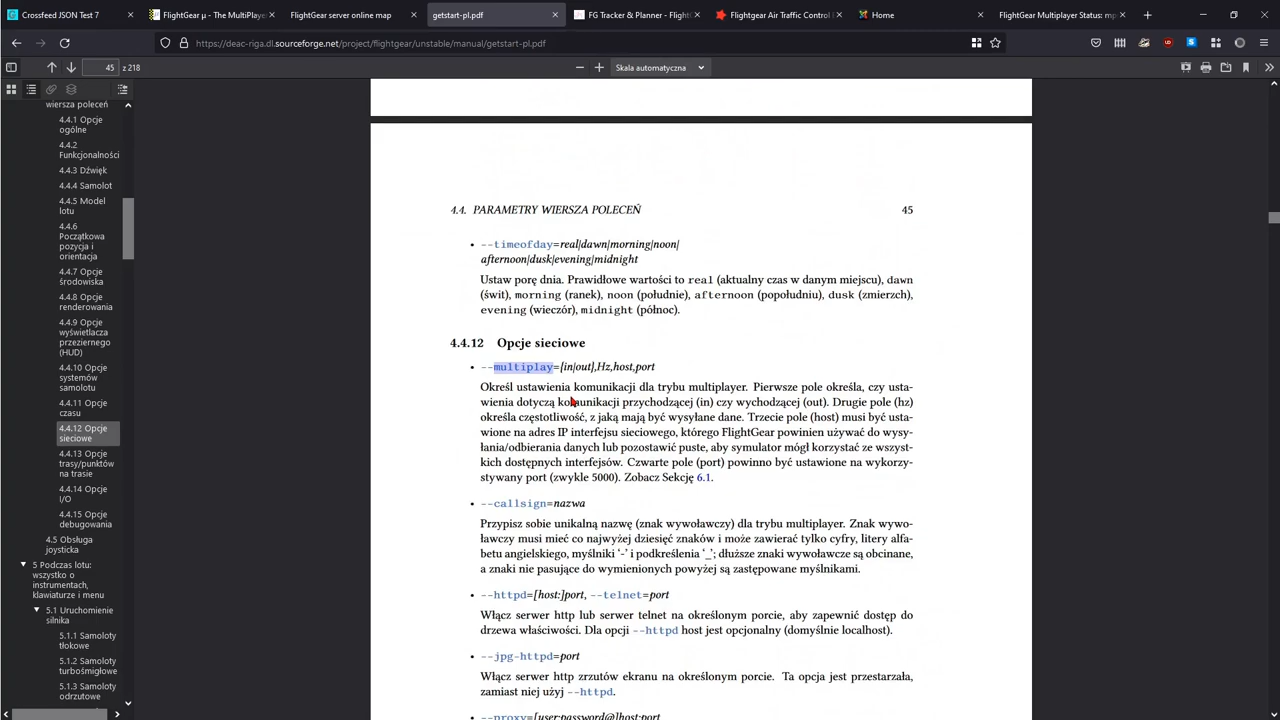 Crossfeed JSON Test 7
FlightGear μ - The MultiPlaye
FlightGear server online map
getstart-pl.pdf
FG Tracker & Planner - FlightG
Flightgear Air Traffic Control
Home
FlightGear Multiplayer Status: mp
https://deac-riga.dl.sourceforge.net/project/flightgear/unstable/manual/getstart-pl.pdf
45 z 218
Skala automatyczna
wiersza poleceń
4.4.1 Opcje
ogólne
4.4.2
Funkcjonalności
4.4.3 Dźwięk
4.4.4 Samolot
4.4.5 Model
lotu
4.4.6
Początkowa
pozycja i
orientacja
4.4.7 Opcje
środowiska
4.4.8 Opcje
renderowania
4.4.9 Opcje
wyświetlacza
przeziernego
(HUD)
4.4.10 Opcje
systemów
samolotu
4.4.11 Opcje
czasu
4.4.12 Opcje
sieciowe
4.4.13 Opcje
trasy/punktów
na trasie
4.4.14 Opcje
I/O
4.4.15 Opcje
debugowania
4.5 Obsługa
joysticka
5 Podczas lotu:
wszystko o
instrumentach,
klawiaturze i menu
5.1 Uruchomienie
silnika
5.1.1 Samoloty
tłokowe
5.1.2 Samoloty
turbośmigłowe
5.1.3 Samoloty
odrzutowe
4.4. PARAMETRY WIERSZA POLECEŃ 45
• --timeofday=real|dawn|morning|noon|
afternoon|dusk|evening|midnight
Ustaw porę dnia. Prawidłowe wartości to real (aktualny czas w danym miejscu), dawn
(świt), morning (ranek), noon (południe), afternoon (popołudniu), dusk (zmierzch),
evening (wieczór), midnight (północ).
4.4.12 Opcje sieciowe
• --multiplay={in|out},Hz,host,port
Określ ustawienia komunikacji dla trybu multiplayer. Pierwsze pole określa, czy usta-
wienia dotyczą komunikacji przychodzącej (in) czy wychodzącej (out). Drugie pole (hz)
określa częstotliwość, z jaką mają być wysyłane dane. Trzecie pole (host) musi być usta-
wione na adres IP interfejsu sieciowego, którego FlightGear powinien używać do wysy-
łania/odbierania danych lub pozostawić puste, aby symulator mógł korzystać ze wszyst-
kich dostępnych interfejsów. Czwarte pole (port) powinno być ustawione na wykorzy-
stywany port (zwykle 5000). Zobacz Sekcję 6.1.
• --callsign=nazwa
Przypisz sobie unikalną nazwę (znak wywoławczy) dla trybu multiplayer. Znak wywo-
ławczy musi mieć co najwyżej dziesięć znaków i może zawierać tylko cyfry, litery alfa-
betu angielskiego, myślniki ‘-’ i podkreślenia ‘_’; dłuższe znaki wywoławcze są obcinane,
a znaki nie pasujące do wymienionych powyżej są zastępowane myślnikami.
• --httpd=[host:]port, --telnet=port
Włącz serwer http lub serwer telnet na określonym porcie, aby zapewnić dostęp do
drzewa właściwości. Dla opcji --httpd host jest opcjonalny (domyślnie localhost).
• --jpg-httpd=port
Włącz serwer http zrzutów ekranu na określonym porcie. Ta opcja jest przestarzała,
zamiast niej użyj --httpd.
• --proxy=[user:password@]host:port